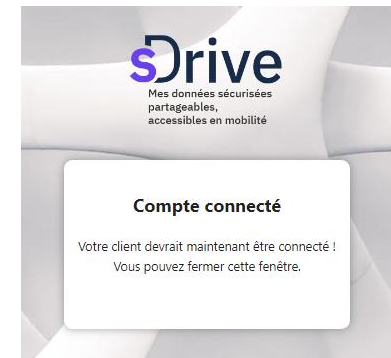 sDrive
Mes données sécurisées
partageables,
accessibles en mobilité
Compte connecté
Votre client devrait maintenant être connecté !
Vous pouvez fermer cette fenêtre.